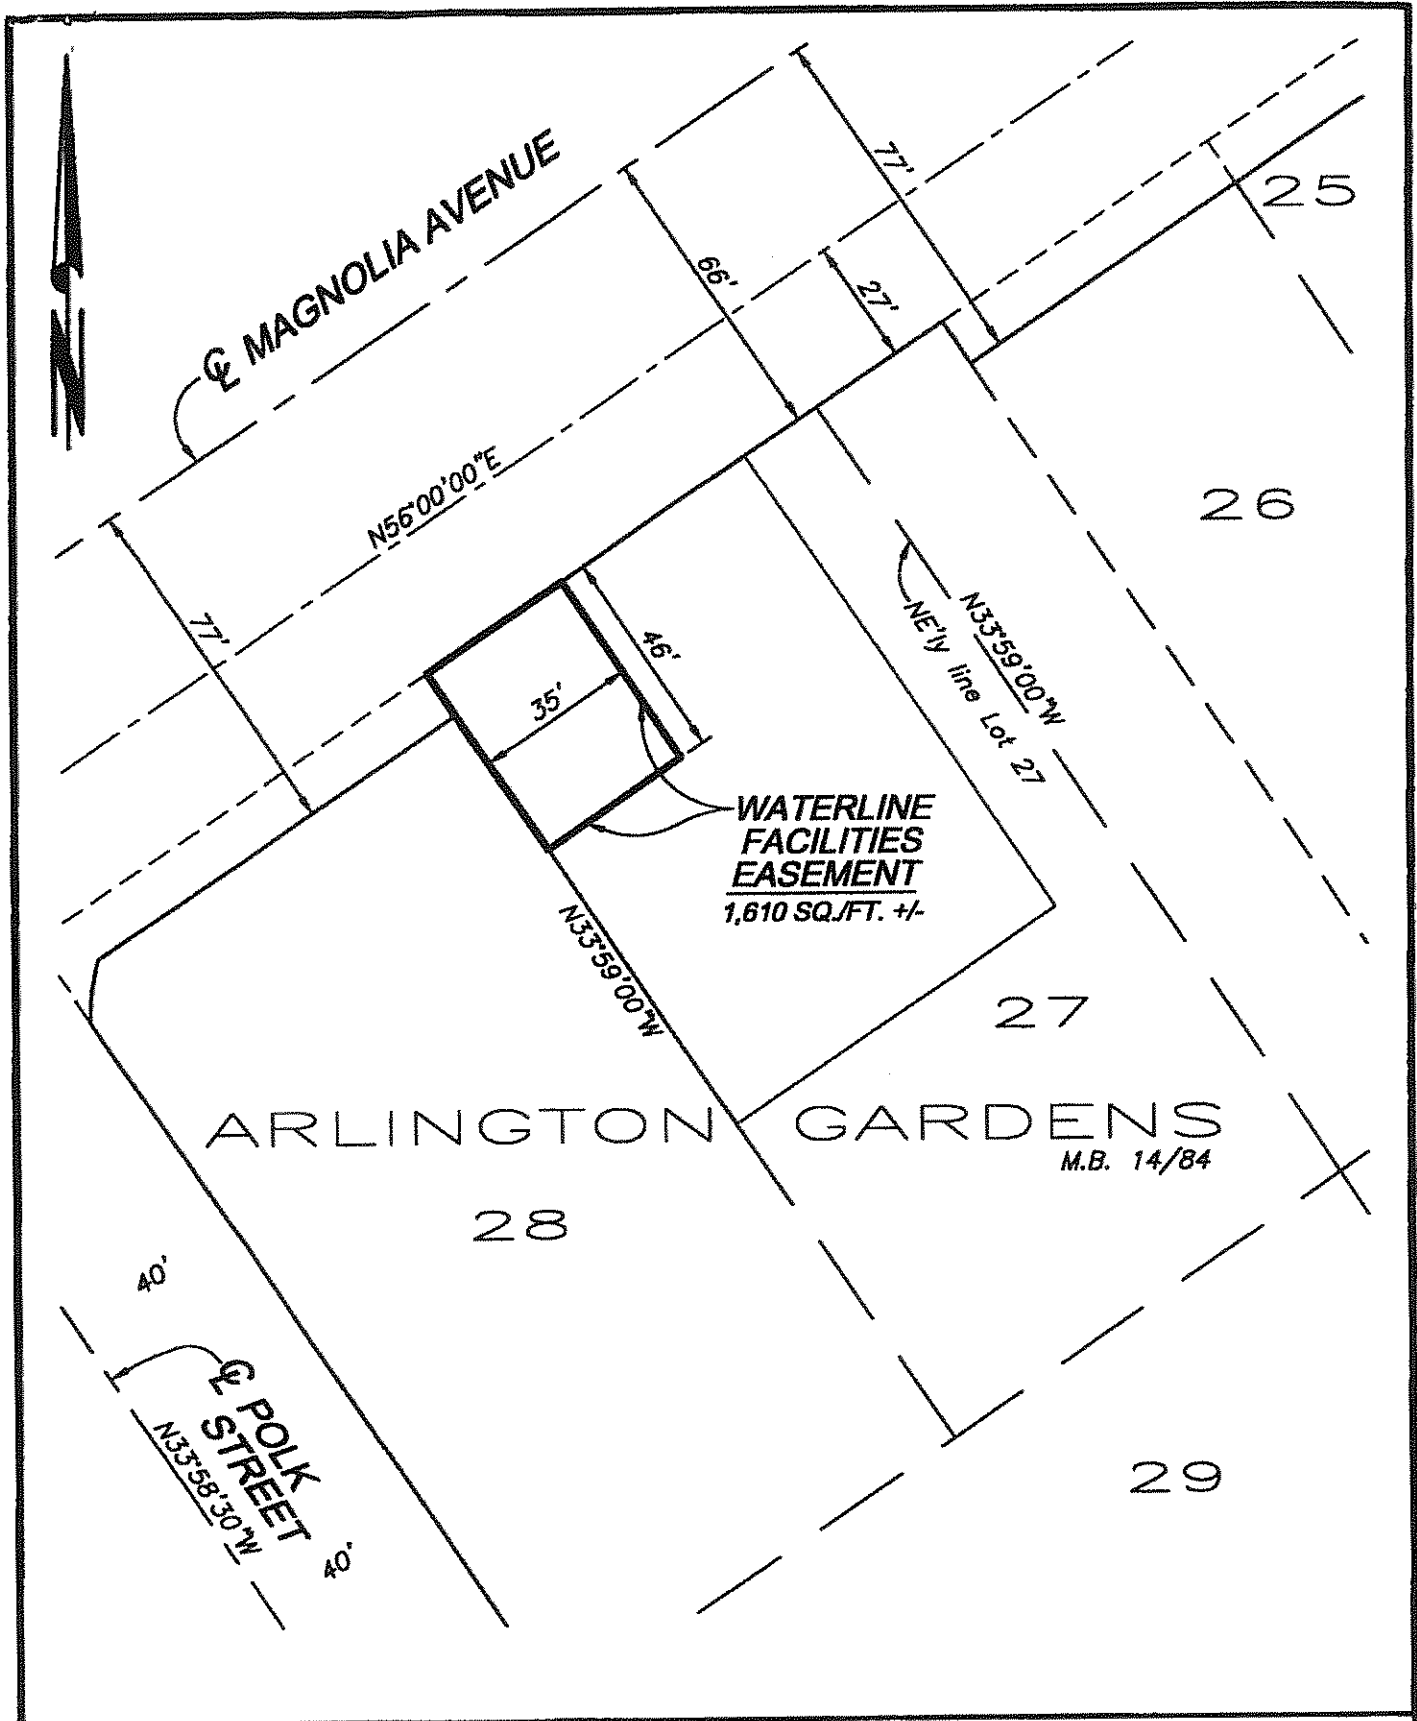 N
℄ MAGNOLIA AVENUE
77'
66'
27'
25
N56°00'00"E
26
77'
46'
35'
N33°59'00"W
NE'ly line Lot 27
WATERLINE
FACILITIES
EASEMENT
1,610 SQ./FT. +/-
N33°59'00"W
27
ARLINGTON GARDENS
M.B. 14/84
28
40'
℄ POLK
STREET
N33°58'30"W
40'
29